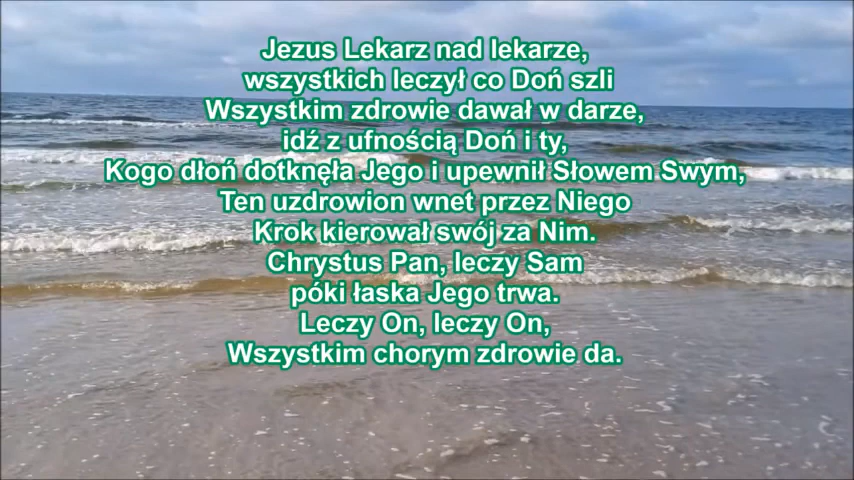 Jezus Lekarz nad lekarze,
wszystkich leczył co Doń szli
Wszystkim zdrowie dawał w darze,
idź z ufnością Doń i ty,
Kogo dłoń dotknęła Jego i upewnił Słowem Swym,
Ten uzdrowion wnet przez Niego
Krok kierował swój za Nim.
Chrystus Pan, leczy Sam
póki łaska Jego trwa.
Leczy On, leczy On,
Wszystkim chorym zdrowie da.